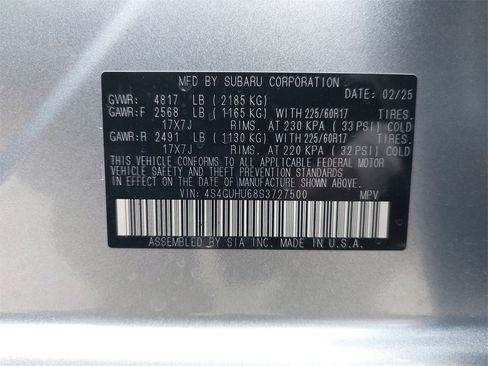 MFD BY SUBARU CORPORATION DATE 02/25
GVWR: 4817 LB (2185 KG)
GAWR:F 2568 LB (1165 KG) WITH 225/60R17 TIRES.
17X7J RIMS. AT 230 KPA (33 PSI) COLD
GAWR:R 2491 LB (1130 KG) WITH 225/60R17 TIRES.
17X7J RIMS. AT 220 KPA (32 PSI) COLD
THIS VEHICLE CONFORMS TO ALL APPLICABLE FEDERAL MOTOR
VEHICLE SAFETY AND THEFT PREVENTION STANDARDS IN EFFECT
ON THE DATE OF MANUFACTURE SHOWN ABOVE.
VIN: 4S4GUHU68S3727500 MPV
ASSEMBLED BY SIA INC. MADE IN U.S.A.